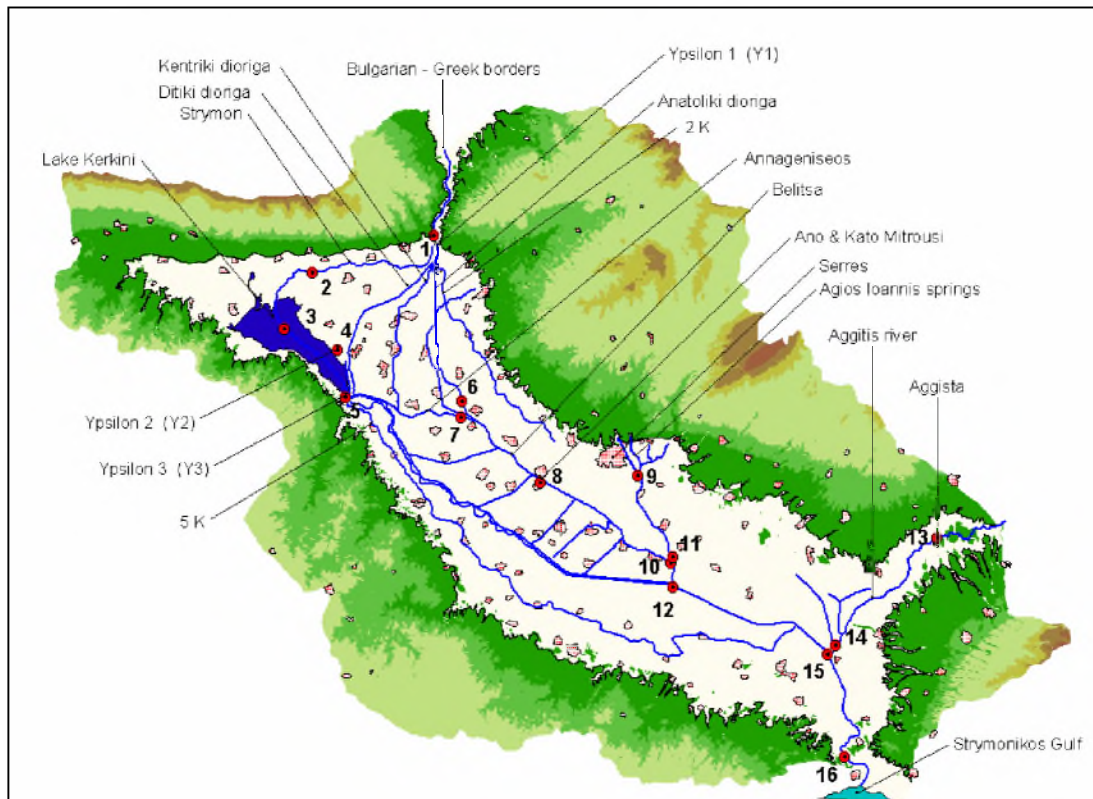 Ypsilon 1 (Y1)
Kentriki dioriga
Bulgarian - Greek borders
Ditiki dioriga
Anatoliki dioriga
Strymon
2 K
Lake Kerkini
Annageniseos
Belitsa
Ano & Kato Mitrousi
Serres
Agios Ioannis springs
Aggitis river
Aggista
1
2
3
4
5
6
7
8
9
10
11
12
13
14
15
16
Ypsilon 2 (Y2)
Ypsilon 3 (Y3)
5 K
Strymonikos Gulf